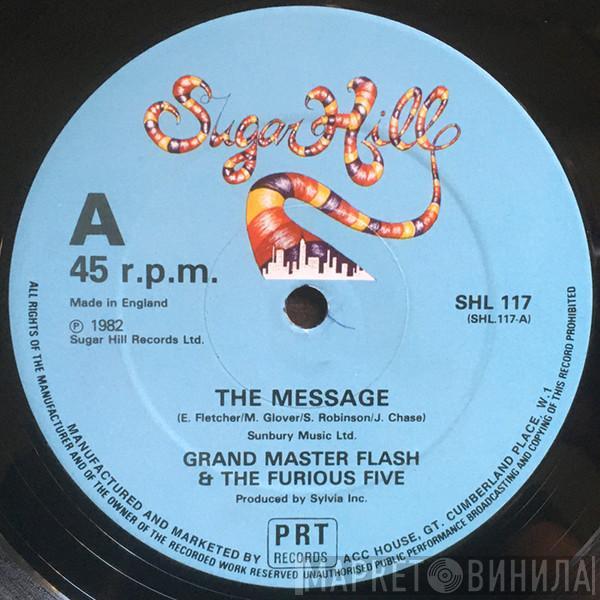 Sugar Hill
A
45 r.p.m.
Made in England
℗ 1982
Sugar Hill Records Ltd.
SHL 117
(SHL.117-A)
THE MESSAGE
(E. Fletcher/M. Glover/S. Robinson/J. Chase)
Sunbury Music Ltd.
GRAND MASTER FLASH
& THE FURIOUS FIVE
Produced by Sylvia Inc.
PRT
RECORDS
MANUFACTURED AND MARKETED BY
ACC HOUSE, GT. CUMBERLAND PLACE, W.1
ALL RIGHTS OF THE MANUFACTURER AND OF THE OWNER OF THE RECORDED WORK RESERVED UNAUTHORISED PUBLIC PERFORMANCE BROADCASTING AND COPYING OF THIS RECORD PROHIBITED
МАРКЕТ ВИНИЛА